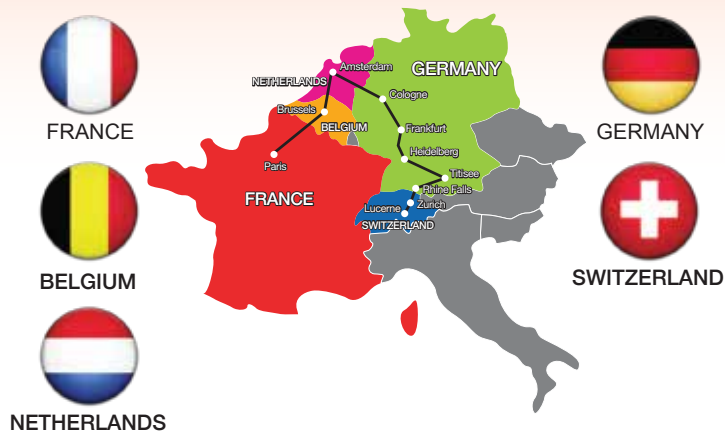 FRANCE
BELGIUM
NETHERLANDS
Amsterdam
NETHERLANDS
GERMANY
Cologne
Brussels
BELGIUM
Frankfurt
Heidelberg
Paris
Titisee
FRANCE
Rhine Falls
Zurich
Lucerne
SWITZERLAND
GERMANY
SWITZERLAND